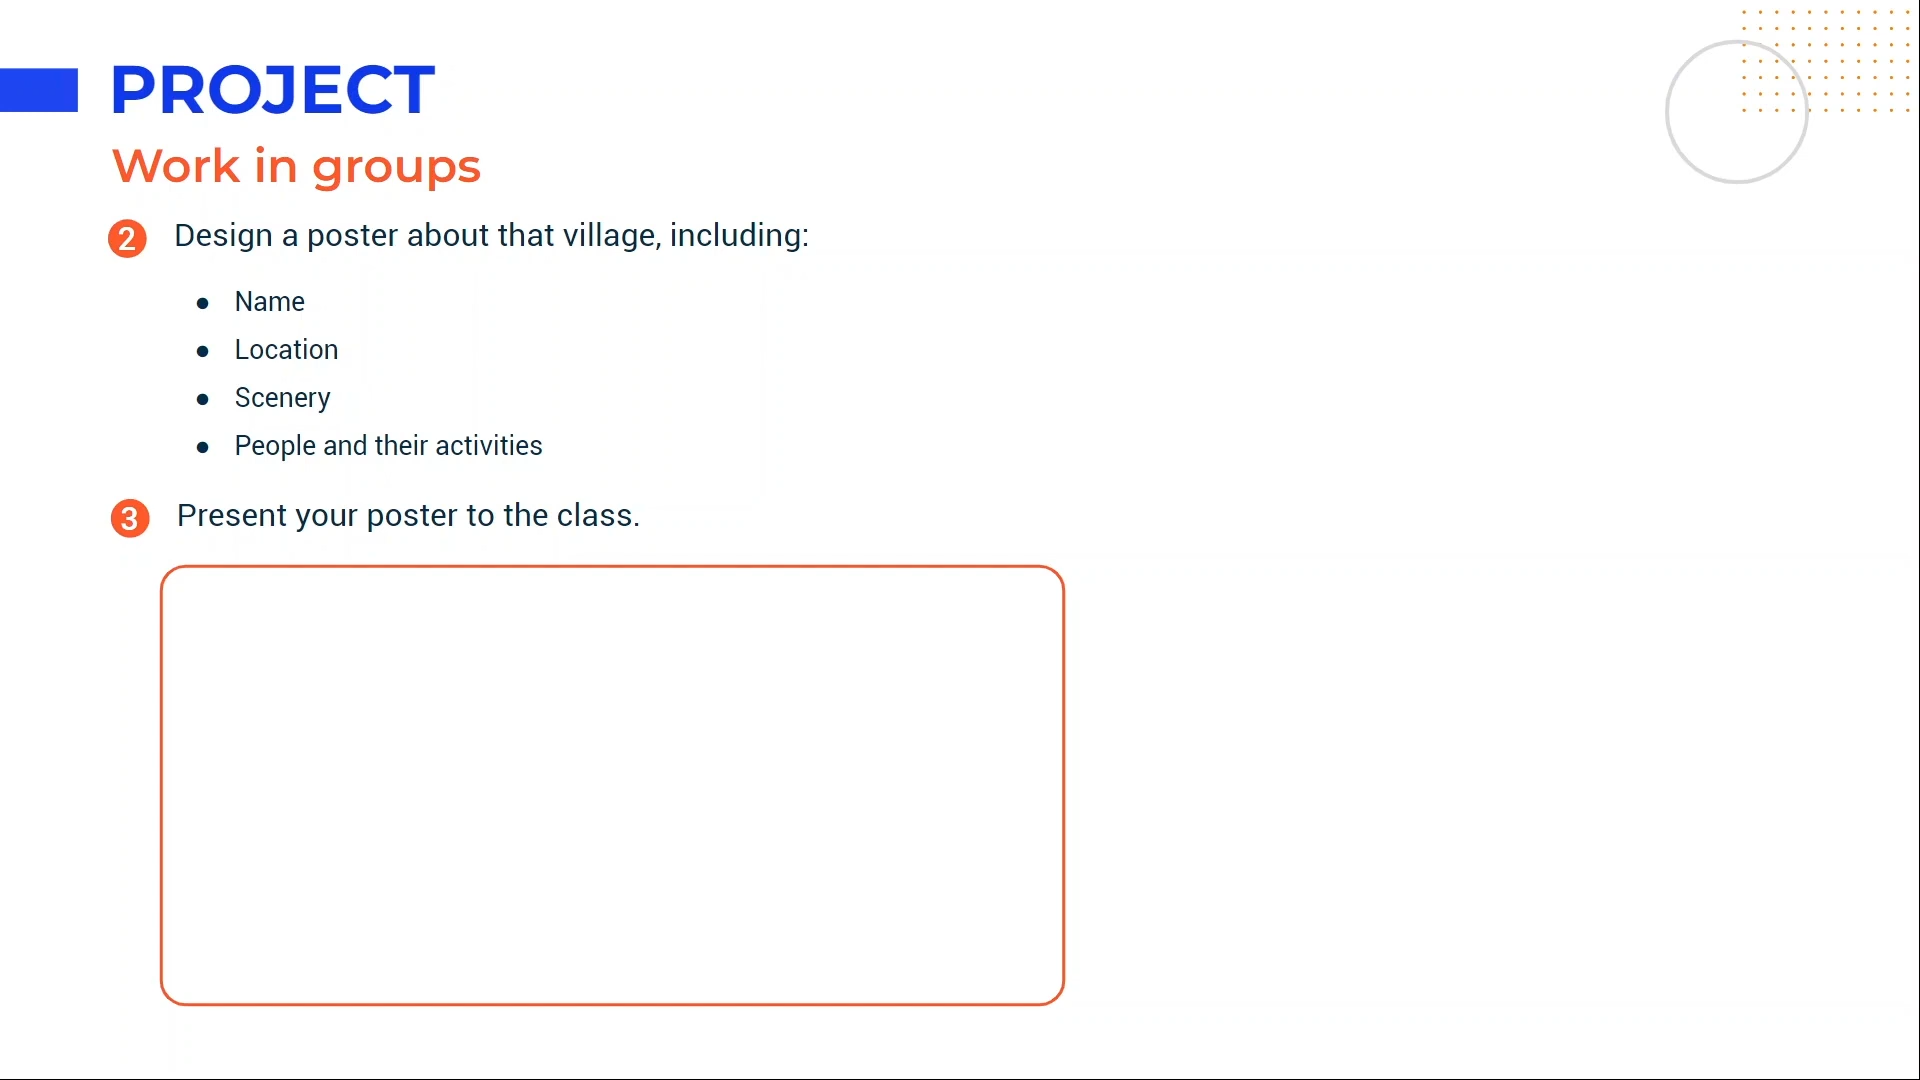 PROJECT
Work in groups
2 Design a poster about that village, including:
● Name
● Location
● Scenery
● People and their activities
3 Present your poster to the class.